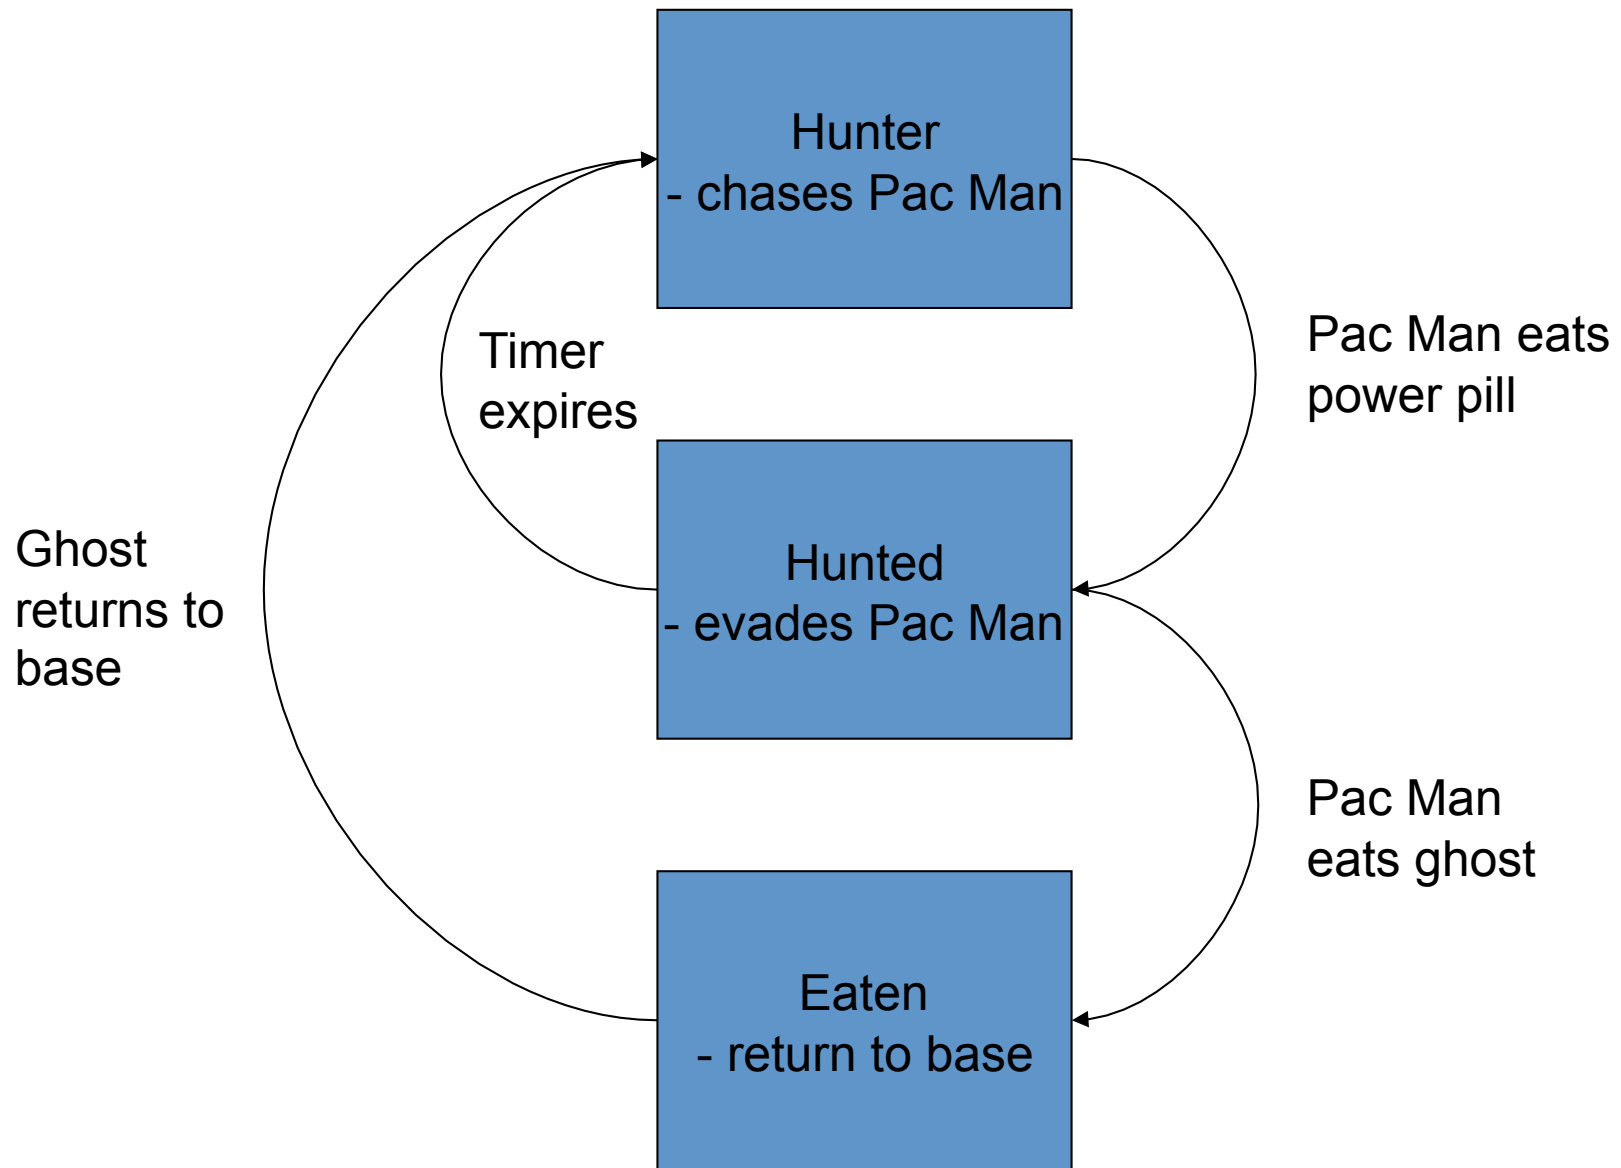 Hunter
- chases Pac Man
Timer
expires
Pac Man eats
power pill
Ghost
returns to
base
Hunted
- evades Pac Man
Pac Man
eats ghost
Eaten
- return to base